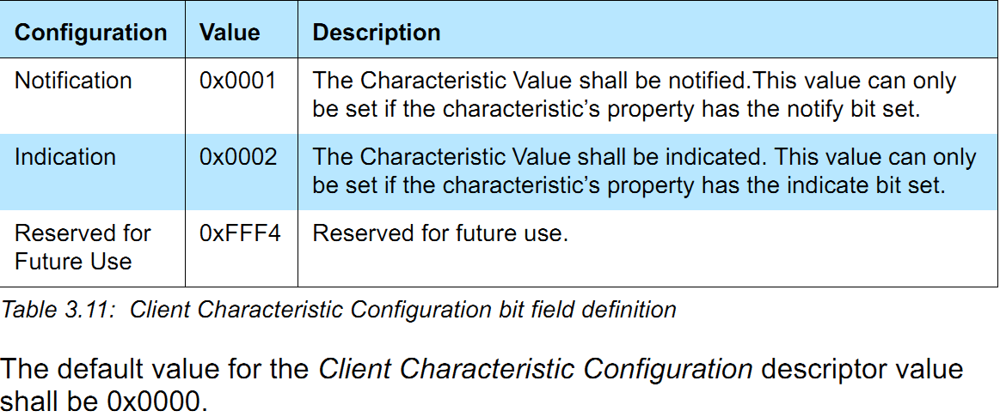 Configuration Value Description
Notification 0x0001 The Characteristic Value shall be notified.This value can only
be set if the characteristic’s property has the notify bit set.
Indication 0x0002 The Characteristic Value shall be indicated. This value can only
be set if the characteristic’s property has the indicate bit set.
Reserved for 0xFFF4 Reserved for future use.
Future Use
Table 3.11: Client Characteristic Configuration bit field definition
The default value for the Client Characteristic Configuration descriptor value
shall be 0x0000.